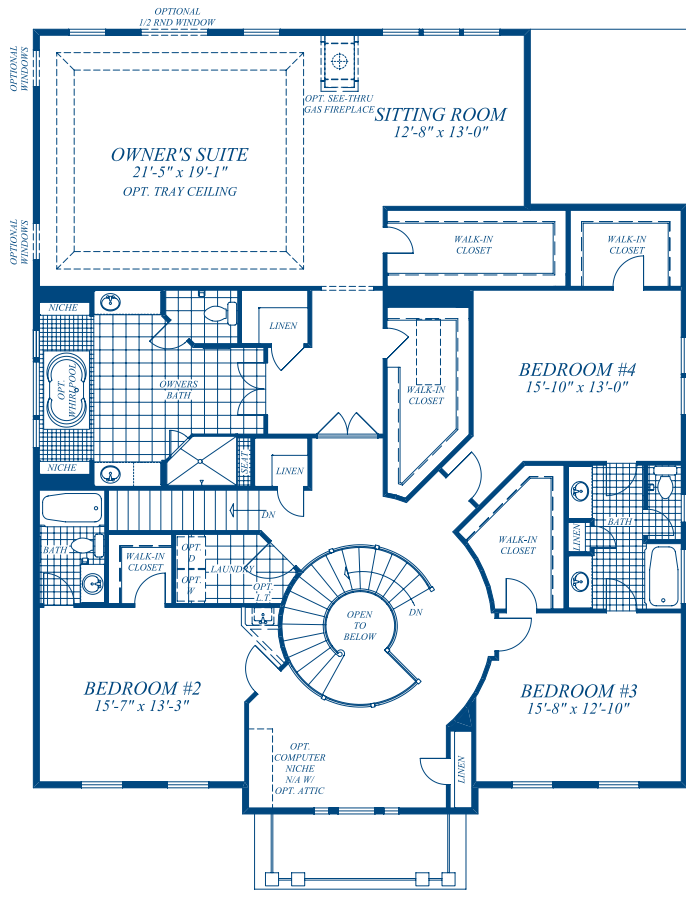 OPTIONAL
1/2 RND WINDOW
OPTIONAL
WINDOWS
OPT. SEE-THRU
GAS FIREPLACE
SITTING ROOM
12'-8" x 13'-0"
OWNER'S SUITE
21'-5" x 19'-1"
OPT. TRAY CEILING
OPTIONAL
WINDOWS
WALK-IN
CLOSET
WALK-IN
CLOSET
NICHE
LINEN
OPT.
WHIRLPOOL
OWNERS
BATH
WALK-IN
CLOSET
BEDROOM #4
15'-10" x 13'-0"
NICHE
SEAT
LINEN
DN
BATH
WALK-IN
CLOSET
OPT.
D
OPT.
W
LAUNDRY
OPT.
L.T.
OPEN
TO
BELOW
DN
WALK-IN
CLOSET
LINEN
BATH
BEDROOM #2
15'-7" x 13'-3"
BEDROOM #3
15'-8" x 12'-10"
OPT.
COMPUTER
NICHE
N/A W/
OPT. ATTIC
LINEN